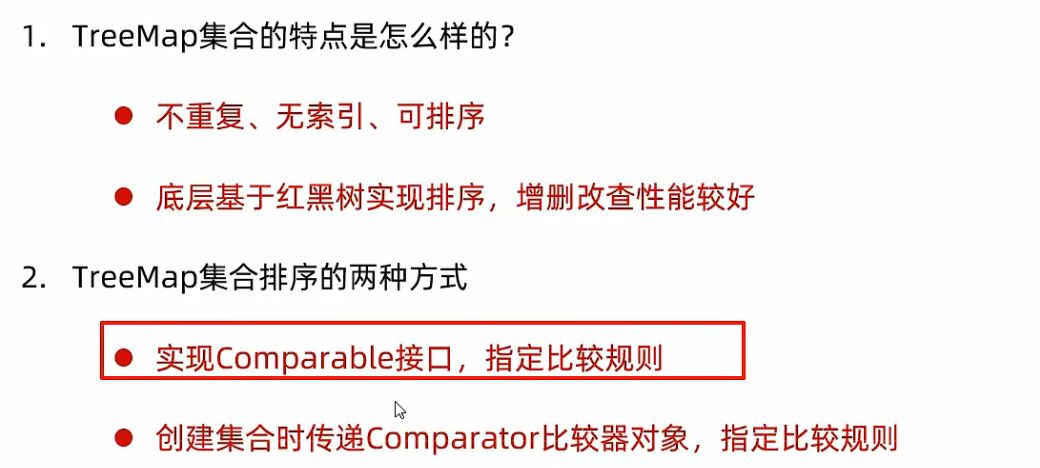 1. TreeMap集合的特点是怎么样的?
● 不重复、无索引、可排序
● 底层基于红黑树实现排序，增删改查性能较好
2. TreeMap集合排序的两种方式
● 实现Comparable接口，指定比较规则
● 创建集合时传递Comparator比较器对象，指定比较规则